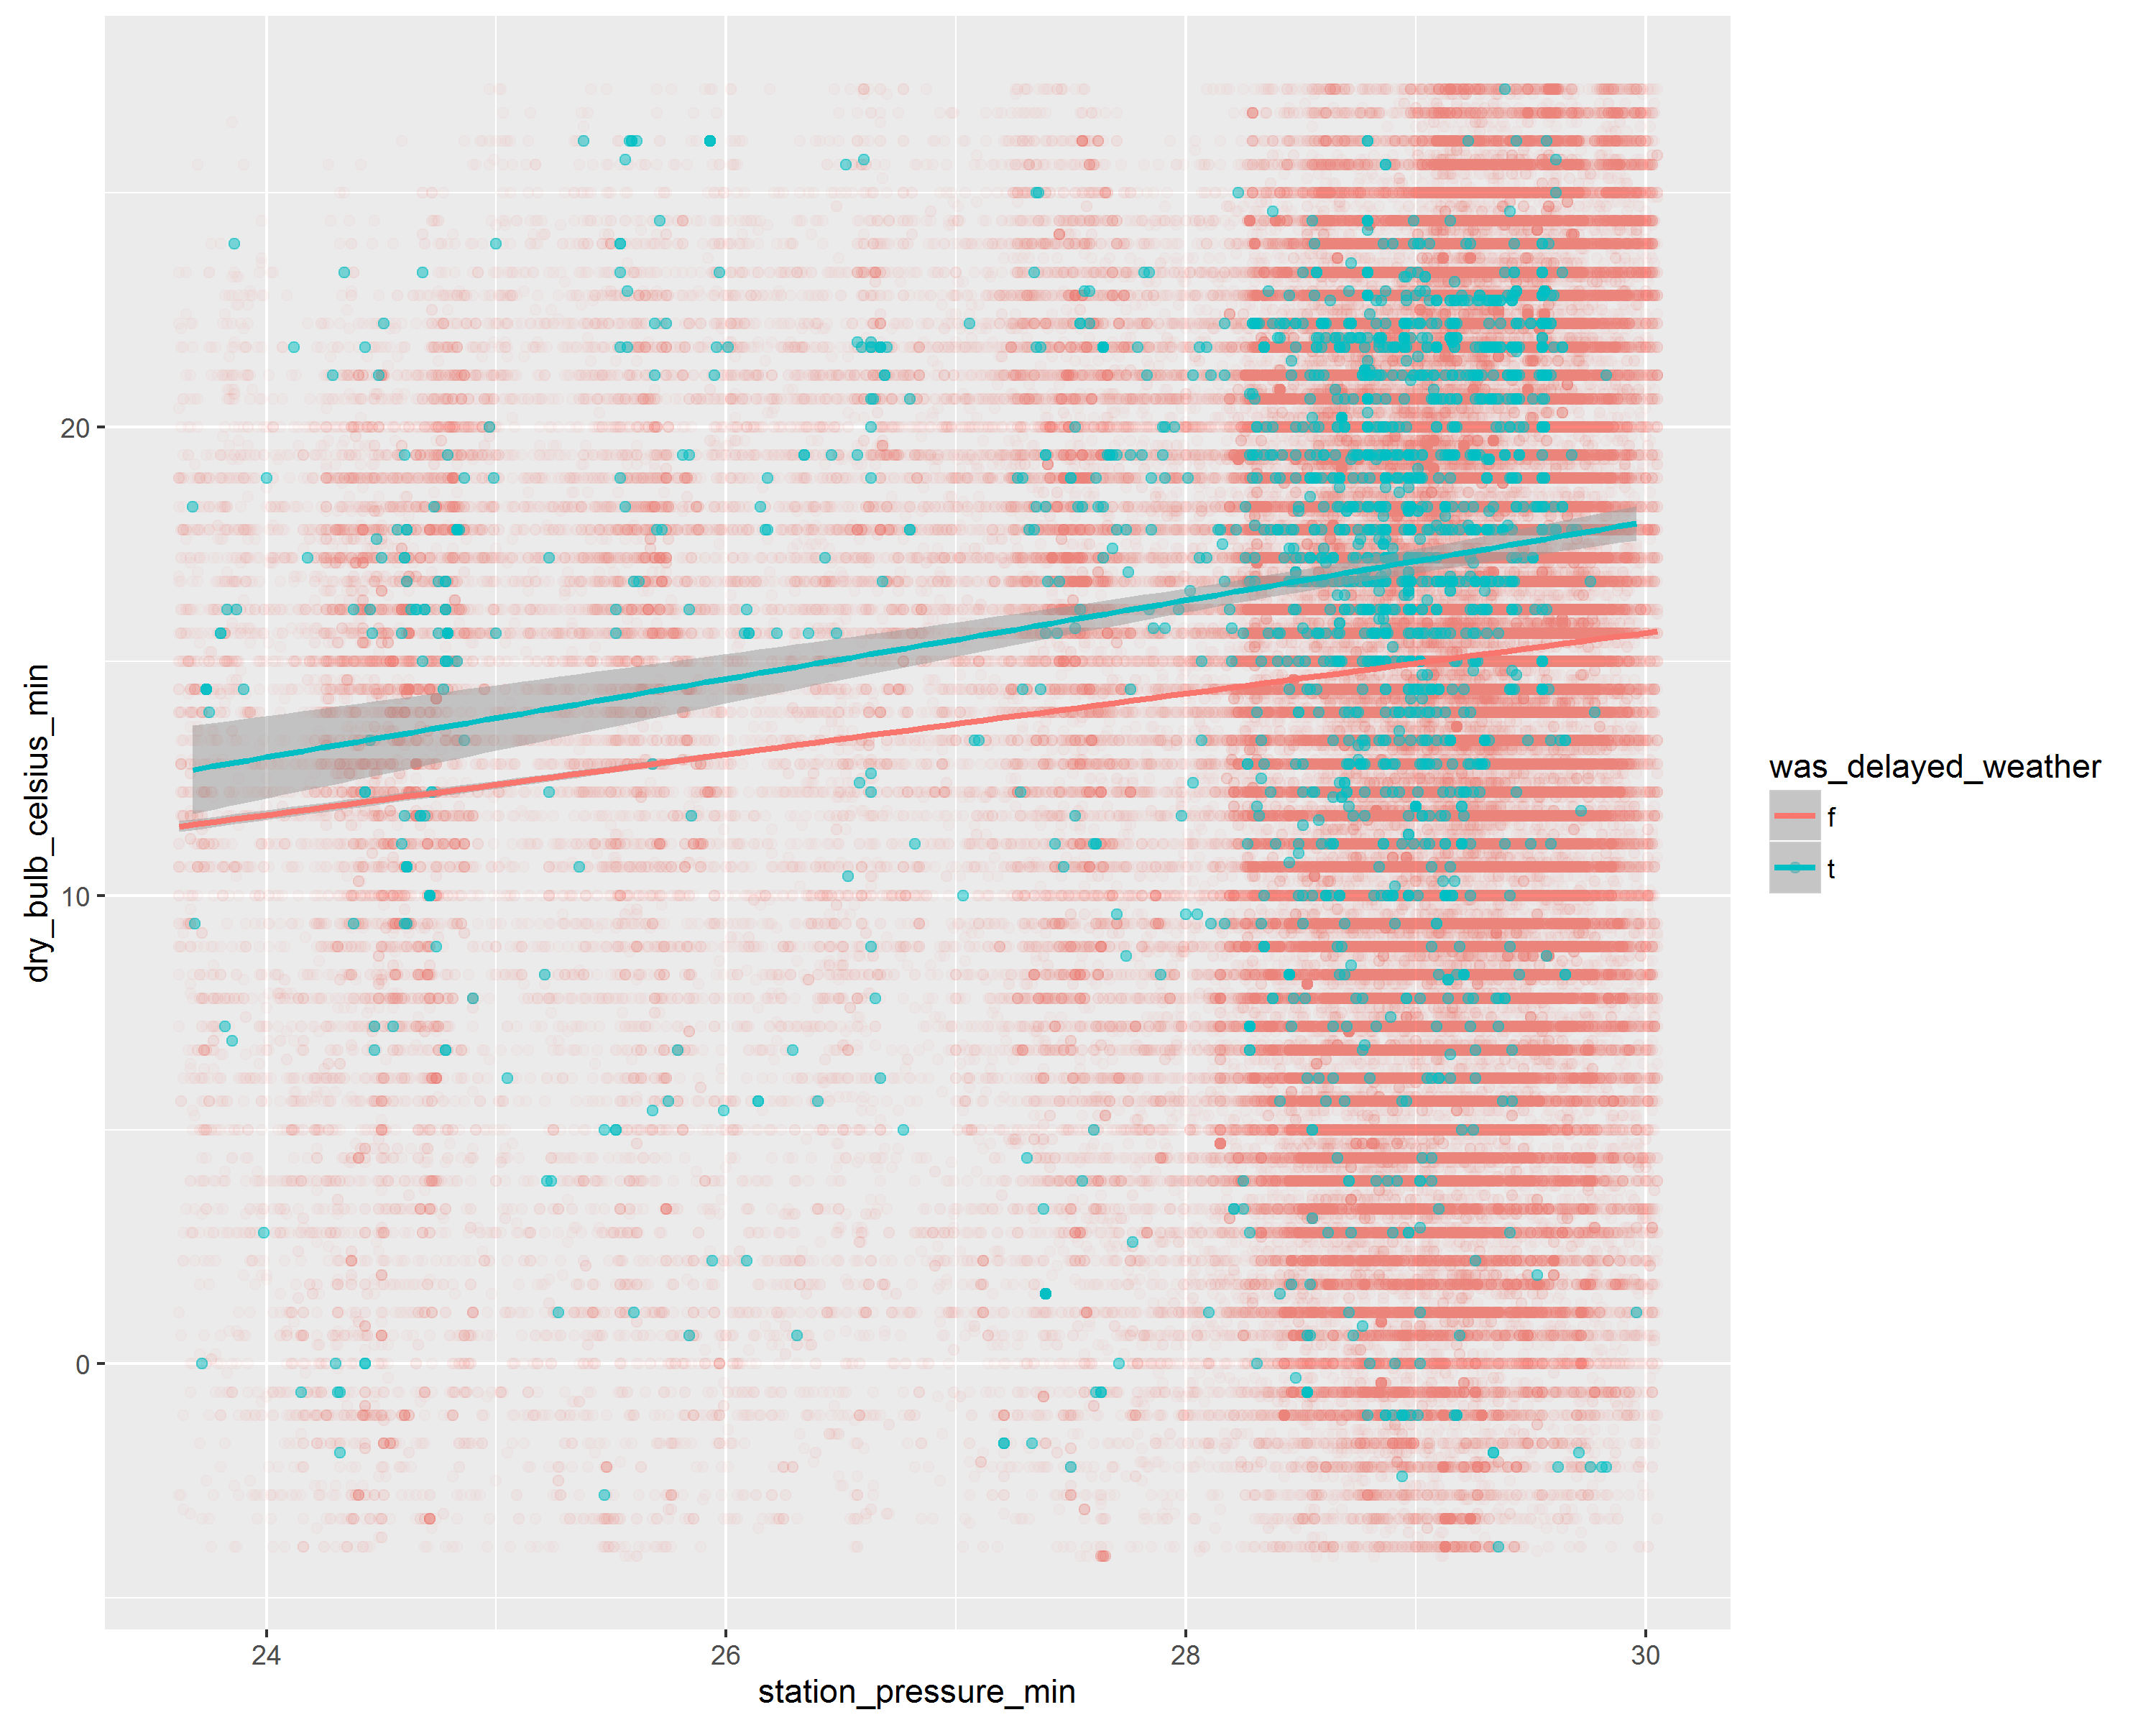 dry_bulb_celsius_min
20
10
0
24
26
28
30
station_pressure_min
was_delayed_weather
f
t